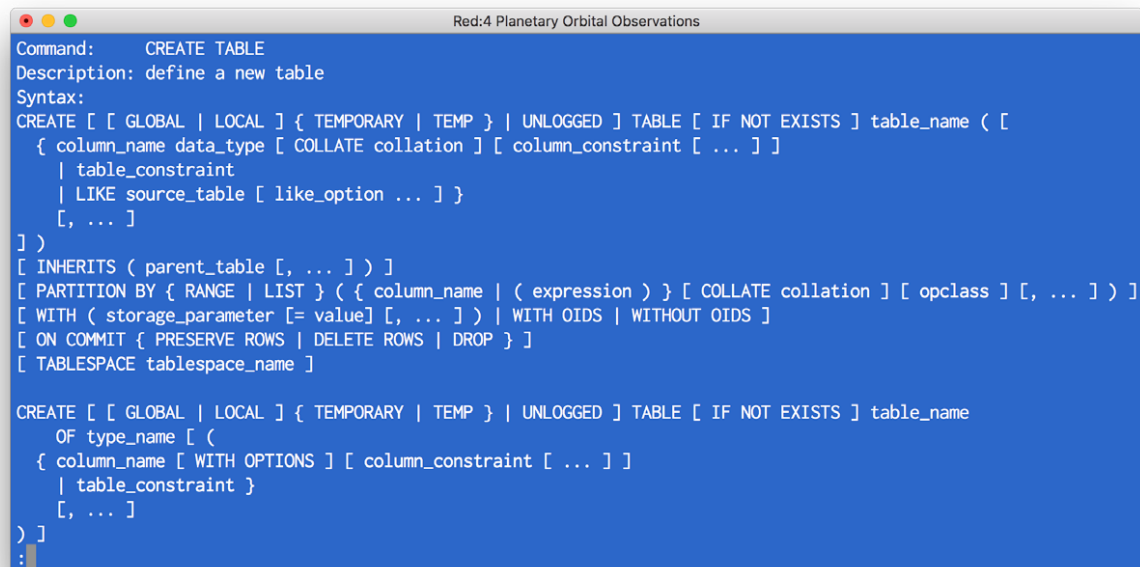 Red:4 Planetary Orbital Observations
Command:     CREATE TABLE
Description: define a new table
Syntax:
CREATE [ [ GLOBAL | LOCAL ] { TEMPORARY | TEMP } | UNLOGGED ] TABLE [ IF NOT EXISTS ] table_name ( [
  { column_name data_type [ COLLATE collation ] [ column_constraint [ ... ] ]
    | table_constraint
    | LIKE source_table [ like_option ... ] }
    [, ... ]
] )
[ INHERITS ( parent_table [, ... ] ) ]
[ PARTITION BY { RANGE | LIST } ( { column_name | ( expression ) } [ COLLATE collation ] [ opclass ] [, ... ] ) ]
[ WITH ( storage_parameter [= value] [, ... ] ) | WITH OIDS | WITHOUT OIDS ]
[ ON COMMIT { PRESERVE ROWS | DELETE ROWS | DROP } ]
[ TABLESPACE tablespace_name ]

CREATE [ [ GLOBAL | LOCAL ] { TEMPORARY | TEMP } | UNLOGGED ] TABLE [ IF NOT EXISTS ] table_name
    OF type_name [ (
  { column_name [ WITH OPTIONS ] [ column_constraint [ ... ] ]
    | table_constraint }
    [, ... ]
) ]
: